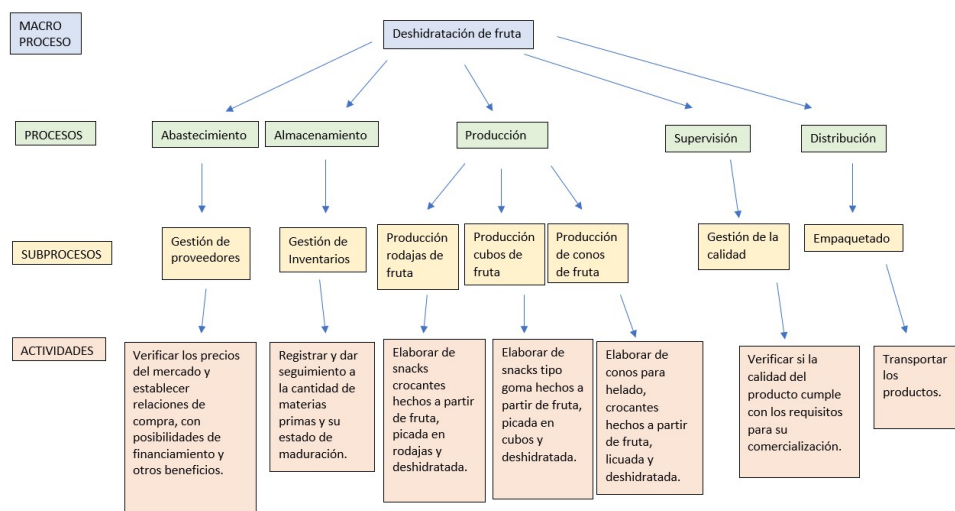 MACRO
PROCESO
Deshidratación de fruta
PROCESOS
Abastecimiento
Almacenamiento
Producción
Supervisión
Distribución
SUBPROCESOS
Gestión de
proveedores
Gestión de
Inventarios
Producción
rodajas de
fruta
Producción
cubos de
fruta
Producción
de conos
de fruta
Gestión de la
calidad
Empaquetado
ACTIVIDADES
Verificar los precios
del mercado y
establecer
relaciones de
compra, con
posibilidades de
financiamiento y
otros beneficios.
Registrar y dar
seguimiento a
la cantidad de
materias
primas y su
estado de
maduración.
Elaborar de
snacks
crocantes
hechos a partir
de fruta,
picada en
rodajas y
deshidratada.
Elaborar de
snacks tipo
goma hechos a
partir de fruta,
picada en
cubos y
deshidratada.
Elaborar de
conos para
helado,
crocantes
hechos a partir
de fruta,
licuada y
deshidratada.
Verificar si la
calidad del
producto cumple
con los requisitos
para su
comercialización.
Transportar
los
productos.